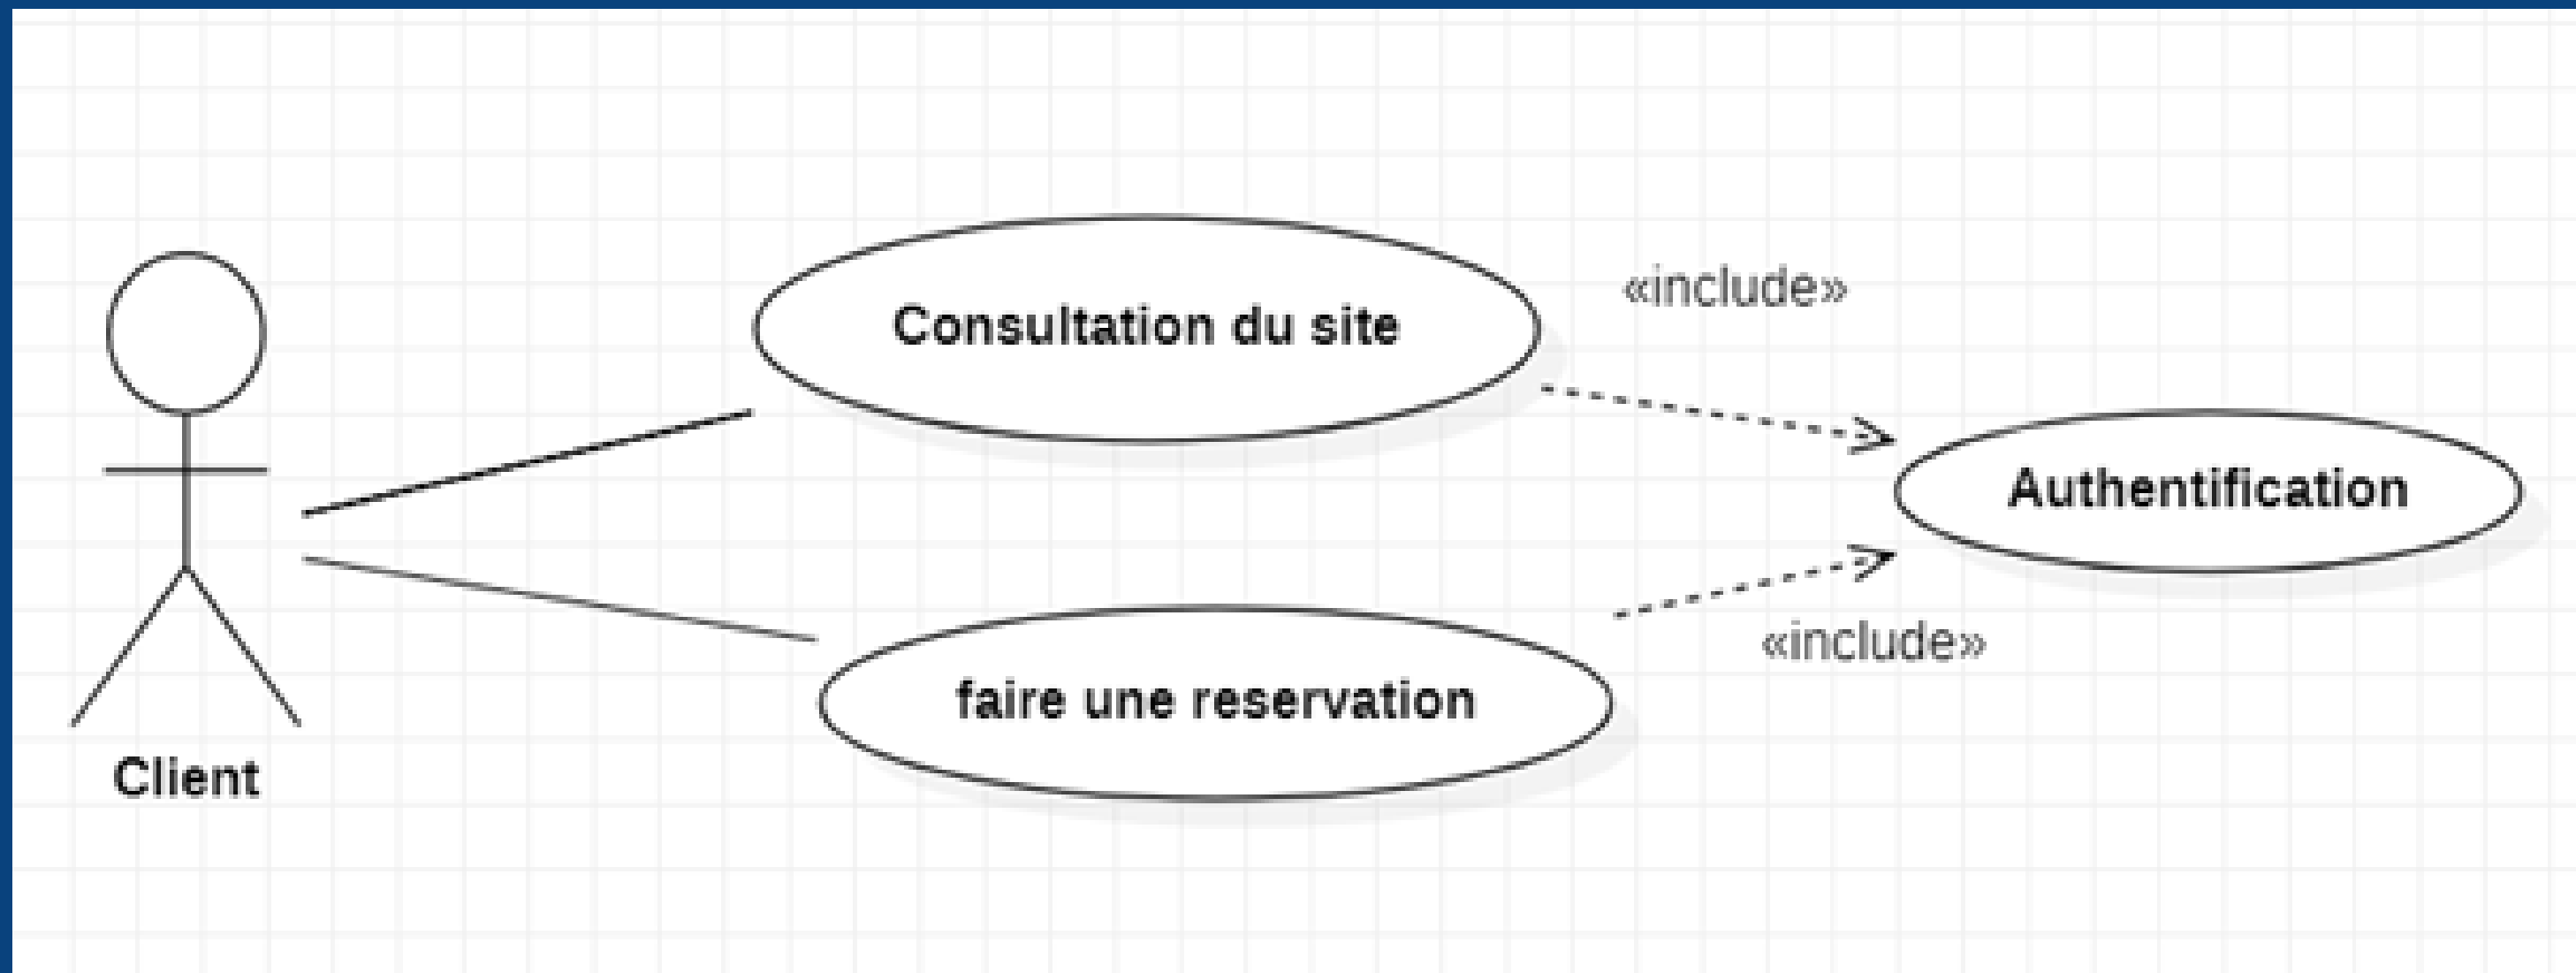 Consultation du site
«include»
Authentification
«include»
faire une reservation
Client